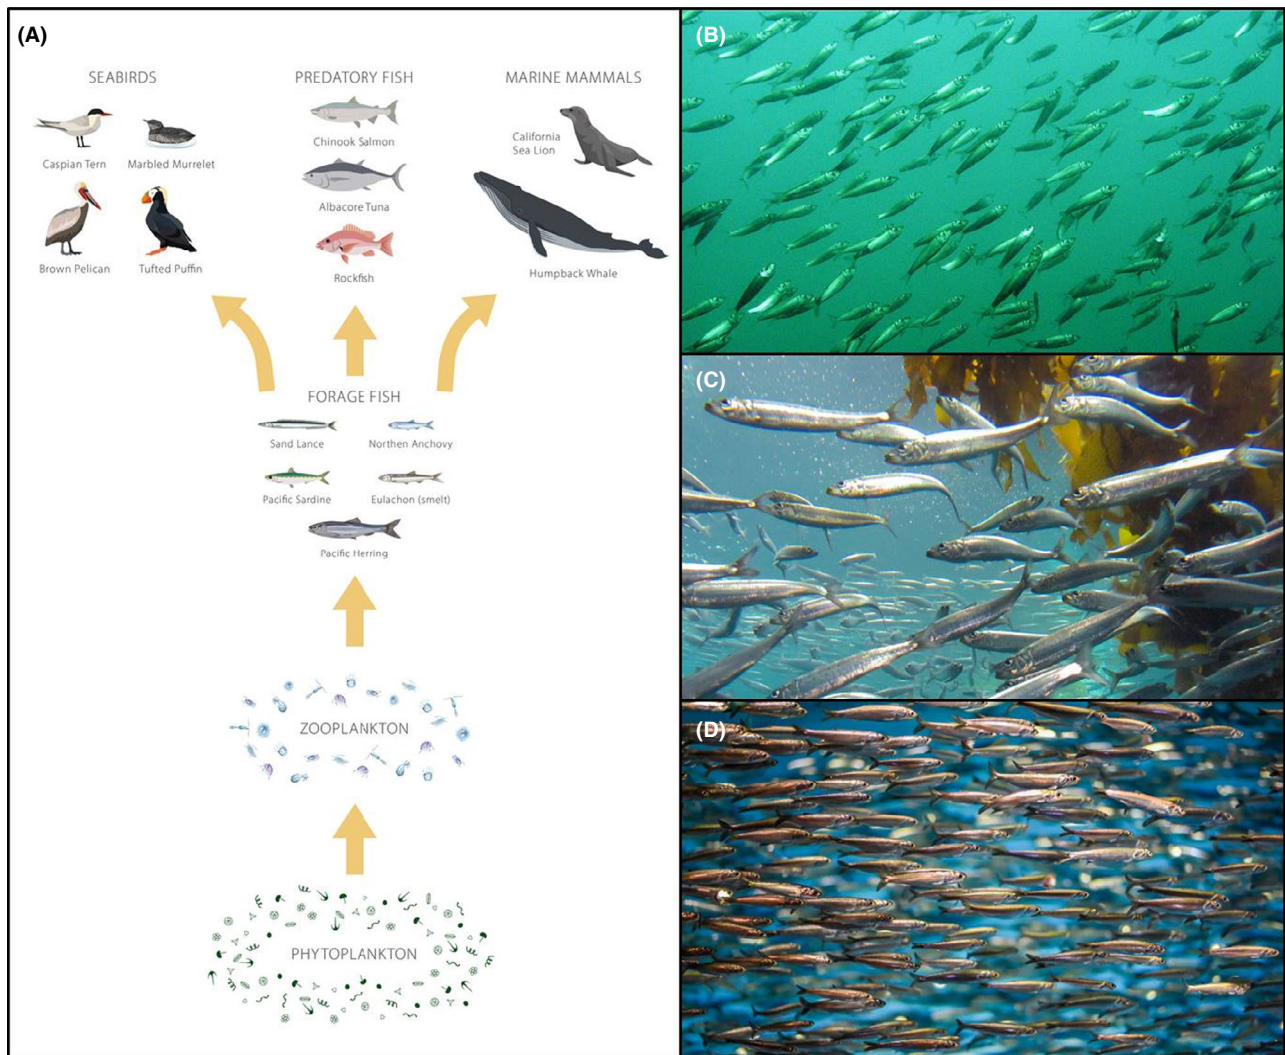 (A)
SEABIRDS
PREDATORY FISH
MARINE MAMMALS
Caspian Tern
Marbled Murrelet
Brown Pelican
Tufted Puffin
Chinook Salmon
Albacore Tuna
Rockfish
California
Sea Lion
Humpback Whale
FORAGE FISH
Sand Lance
Northen Anchovy
Pacific Sardine
Eulachon (smelt)
Pacific Herring
ZOOPLANKTON
PHYTOPLANKTON
(B)
(C)
(D)